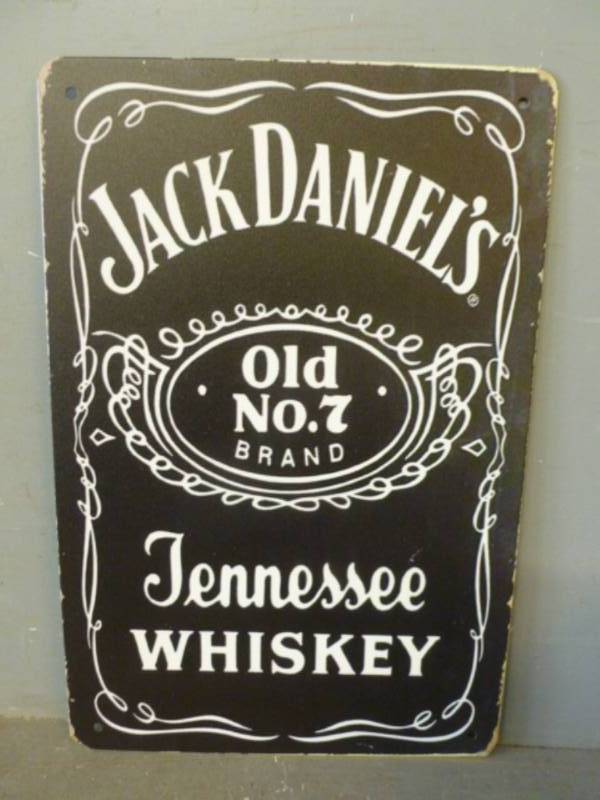 JACK DANIEL'S
®
Old
No.7
BRAND
Tennessee
WHISKEY